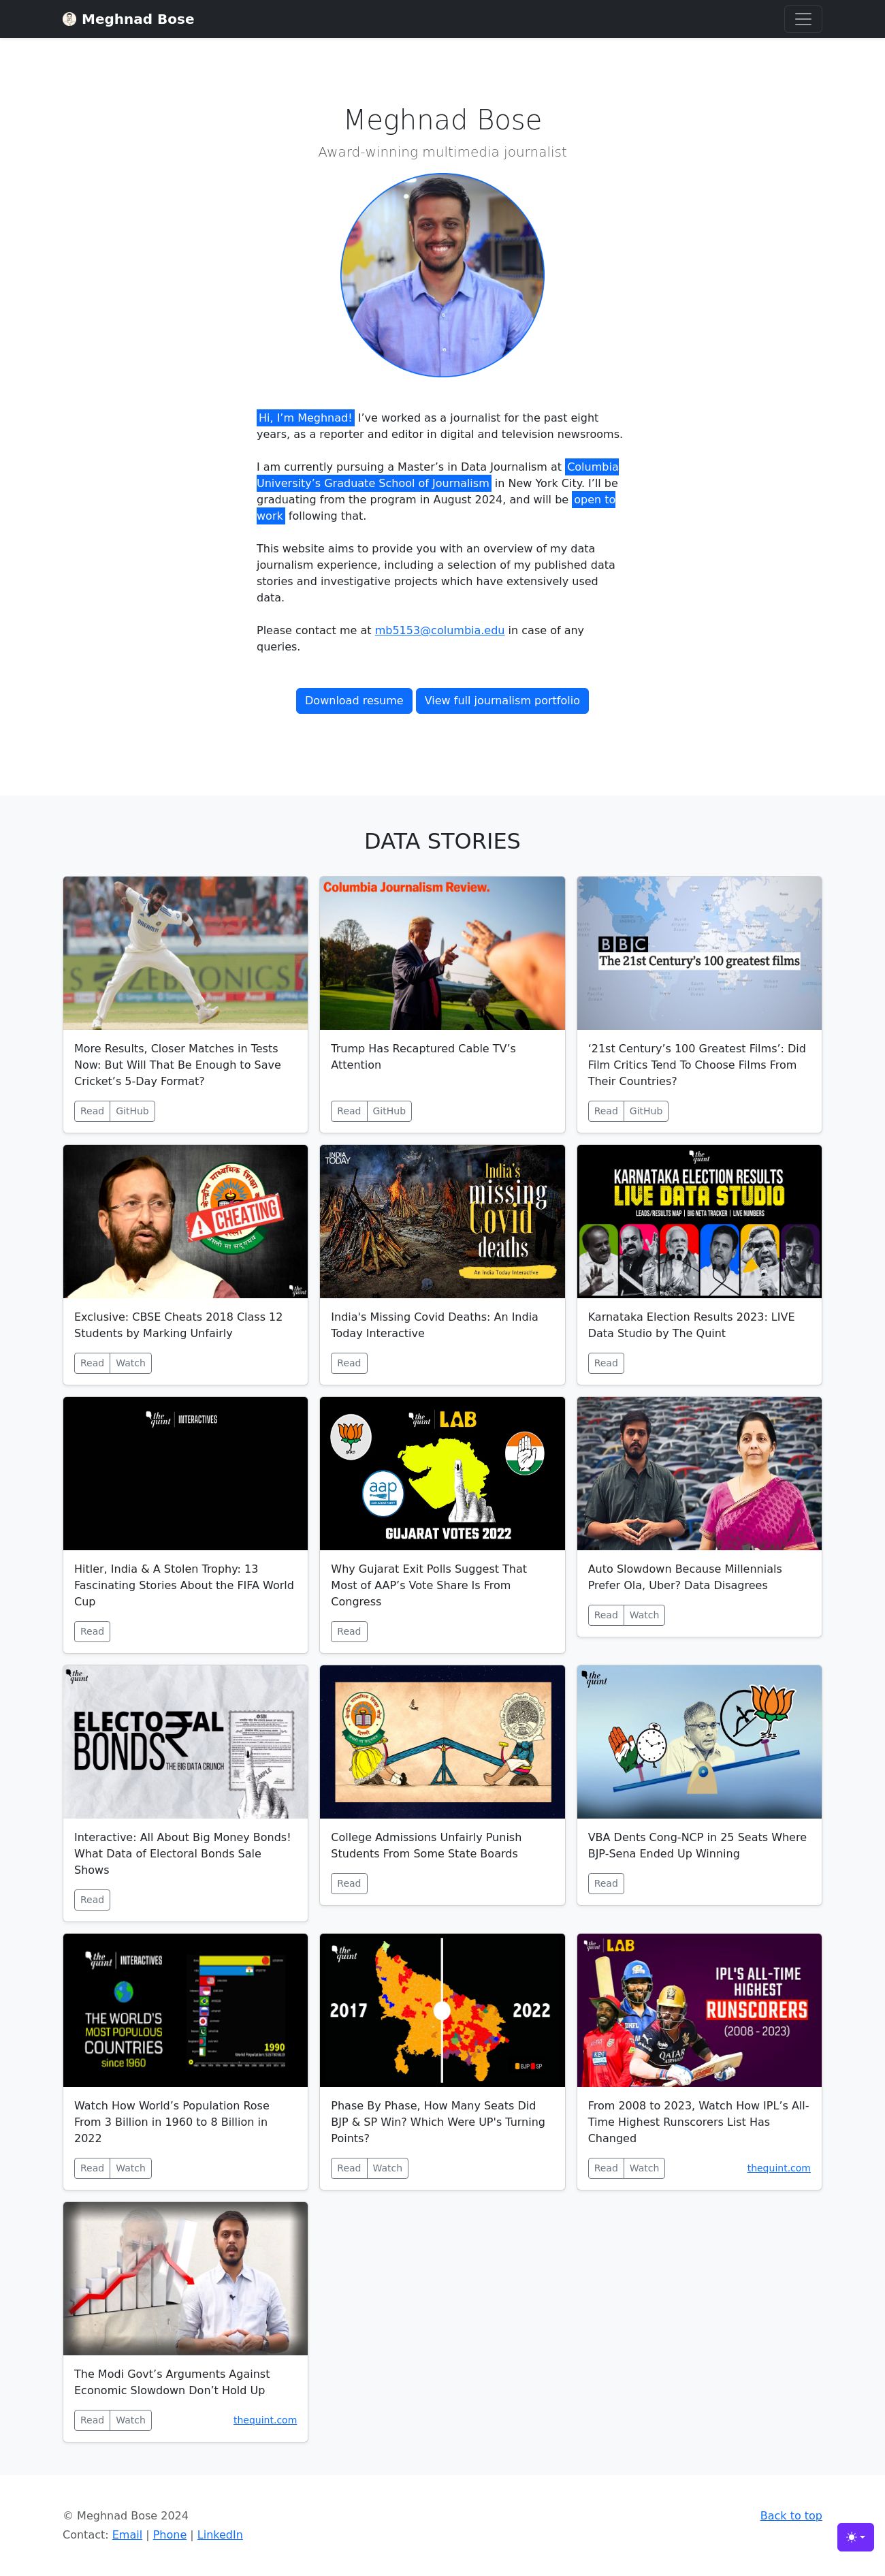 Meghnad Bose
Meghnad Bose
Award-winning multimedia journalist
Hi, I’m Meghnad! I’ve worked as a journalist for the past eight
years, as a reporter and editor in digital and television newsrooms.
I am currently pursuing a Master’s in Data Journalism at Columbia
University’s Graduate School of Journalism in New York City. I’ll be
graduating from the program in August 2024, and will be open to
work following that.
This website aims to provide you with an overview of my data
journalism experience, including a selection of my published data
stories and investigative projects which have extensively used
data.
Please contact me at mb5153@columbia.edu in case of any
queries.
Download resume View full journalism portfolio
DATA STORIES
Columbia Journalism Review.
BBC
The 21st Century’s 100 greatest films
More Results, Closer Matches in Tests
Now: But Will That Be Enough to Save
Cricket’s 5-Day Format?
Read GitHub
Trump Has Recaptured Cable TV’s
Attention
Read GitHub
‘21st Century’s 100 Greatest Films’: Did
Film Critics Tend To Choose Films From
Their Countries?
Read GitHub
CHEATING
the quint
INDIA TODAY
India's
missing
Covid
deaths
An India Today Interactive
the quint
KARNATAKA ELECTION RESULTS
LIVE DATA STUDIO
LEADS/RESULTS MAP | BIG NETA TRACKER | LIVE NUMBERS
Exclusive: CBSE Cheats 2018 Class 12
Students by Marking Unfairly
Read Watch
India's Missing Covid Deaths: An India
Today Interactive
Read
Karnataka Election Results 2023: LIVE
Data Studio by The Quint
Read
the quint | INTERACTIVES
the quint | LAB
aap
GUJARAT VOTES 2022
Hitler, India & A Stolen Trophy: 13
Fascinating Stories About the FIFA World
Cup
Read
Why Gujarat Exit Polls Suggest That
Most of AAP’s Vote Share Is From
Congress
Read
Auto Slowdown Because Millennials
Prefer Ola, Uber? Data Disagrees
Read Watch
the quint
ELECTO₹AL
BONDS
THE BIG DATA CRUNCH
the quint
Interactive: All About Big Money Bonds!
What Data of Electoral Bonds Sale
Shows
Read
College Admissions Unfairly Punish
Students From Some State Boards
Read
VBA Dents Cong-NCP in 25 Seats Where
BJP-Sena Ended Up Winning
Read
the quint | INTERACTIVES
THE WORLD'S
MOST POPULOUS
COUNTRIES
since 1960
1990
the quint
2017 2022
BJP SP
the quint | LAB
IPL'S ALL-TIME
HIGHEST
RUNSCORERS
(2008 - 2023)
Watch How World’s Population Rose
From 3 Billion in 1960 to 8 Billion in
2022
Read Watch
Phase By Phase, How Many Seats Did
BJP & SP Win? Which Were UP's Turning
Points?
Read Watch
From 2008 to 2023, Watch How IPL’s All-
Time Highest Runscorers List Has
Changed
Read Watch thequint.com
The Modi Govt’s Arguments Against
Economic Slowdown Don’t Hold Up
Read Watch thequint.com
© Meghnad Bose 2024
Back to top
Contact: Email | Phone | LinkedIn